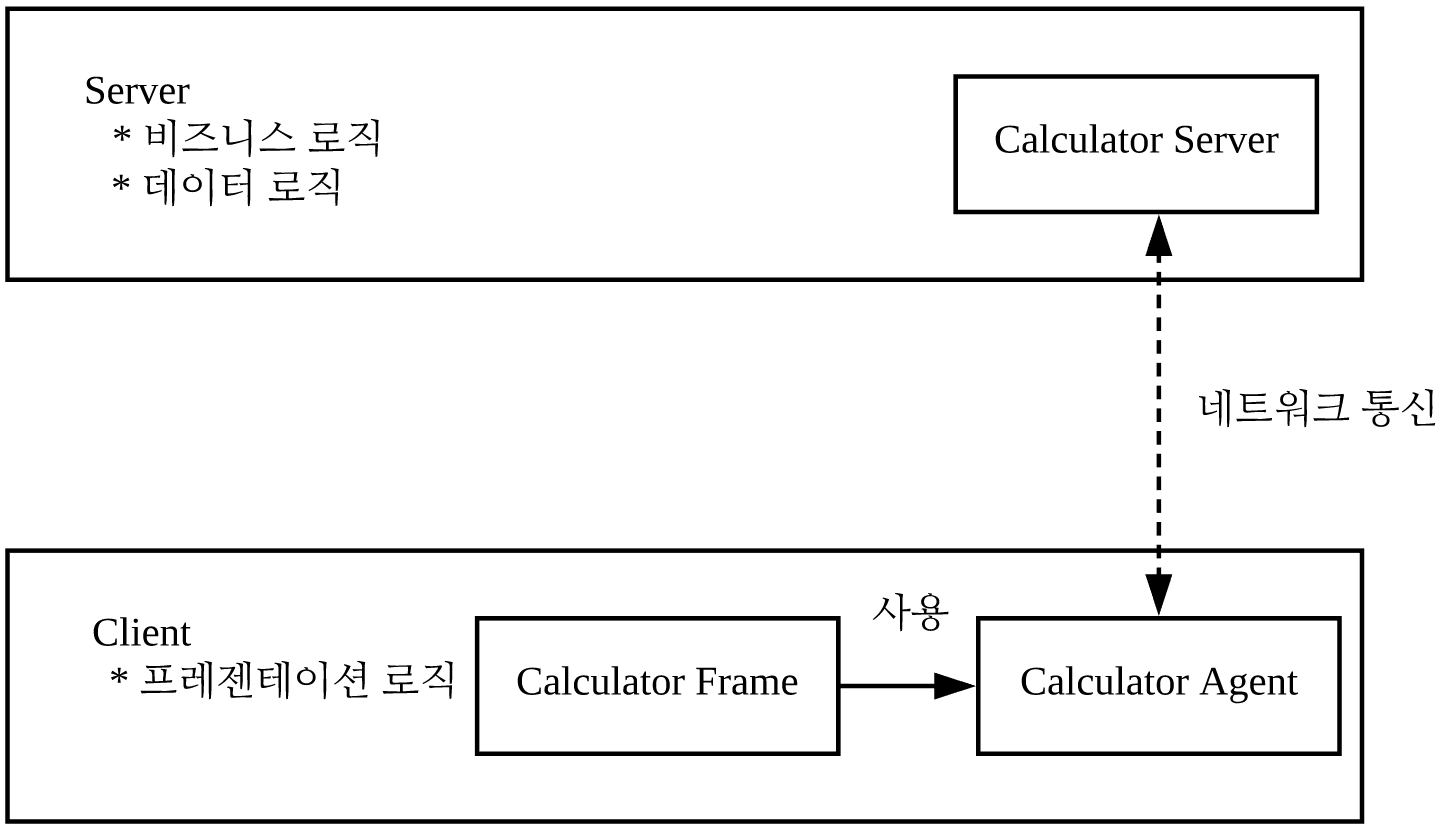 Server
* 비즈니스 로직
* 데이터 로직
Calculator Server
네트워크 통신
Client
* 프레젠테이션 로직
Calculator Frame
사용
Calculator Agent